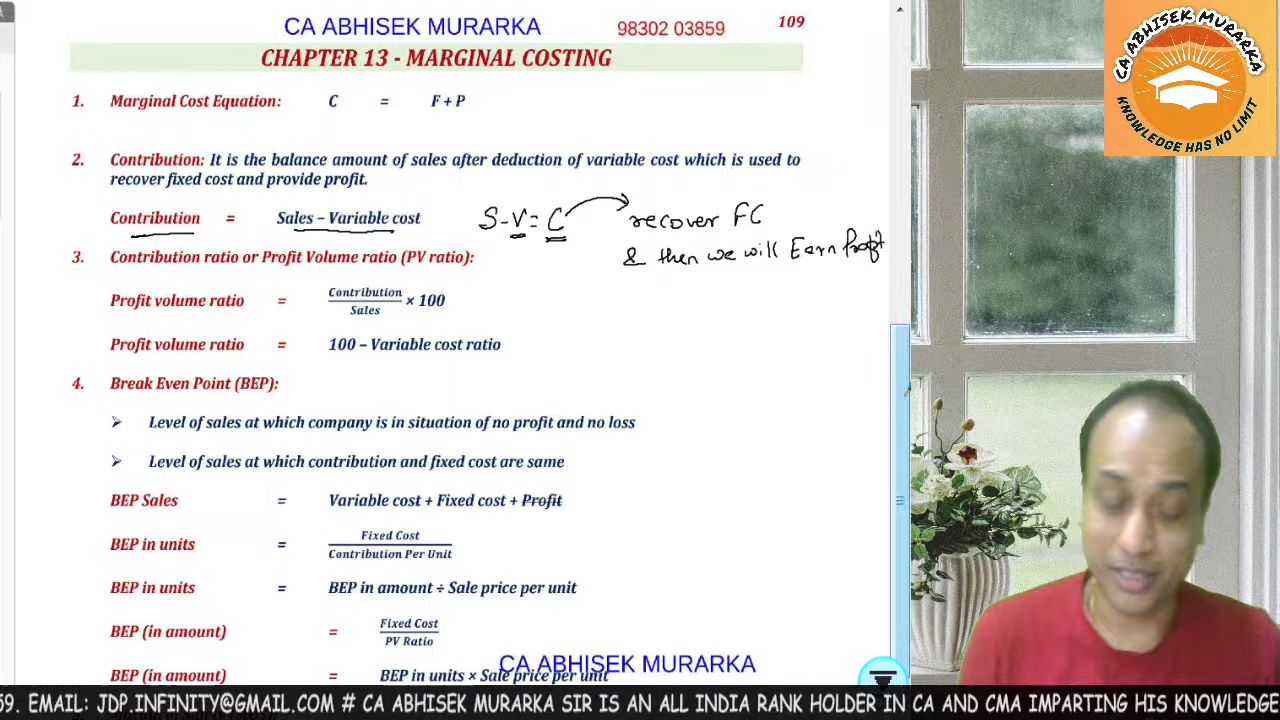 CA ABHISEK MURARKA 98302 03859 109
CHAPTER 13 - MARGINAL COSTING
1. Marginal Cost Equation: C = F + P
2. Contribution: It is the balance amount of sales after deduction of variable cost which is used to
recover fixed cost and provide profit.
Contribution = Sales – Variable cost S-V = C recover FC
& then we will Earn Profit
3. Contribution ratio or Profit Volume ratio (PV ratio):
Profit volume ratio = Contribution/Sales × 100
Profit volume ratio = 100 – Variable cost ratio
4. Break Even Point (BEP):
➢ Level of sales at which company is in situation of no profit and no loss
➢ Level of sales at which contribution and fixed cost are same
BEP Sales = Variable cost + Fixed cost + Profit
BEP in units = Fixed Cost/Contribution Per Unit
BEP in units = BEP in amount ÷ Sale price per unit
BEP (in amount) = Fixed Cost/PV Ratio
CA ABHISEK MURARKA
BEP (in amount) = BEP in units × Sale price per unit
59. EMAIL: JDP.INFINITY@GMAIL.COM # CA ABHISEK MURARKA SIR IS AN ALL INDIA RANK HOLDER IN CA AND CMA IMPARTING HIS KNOWLEDGE
CA ABHISEK MURARKA
KNOWLEDGE HAS NO LIMIT